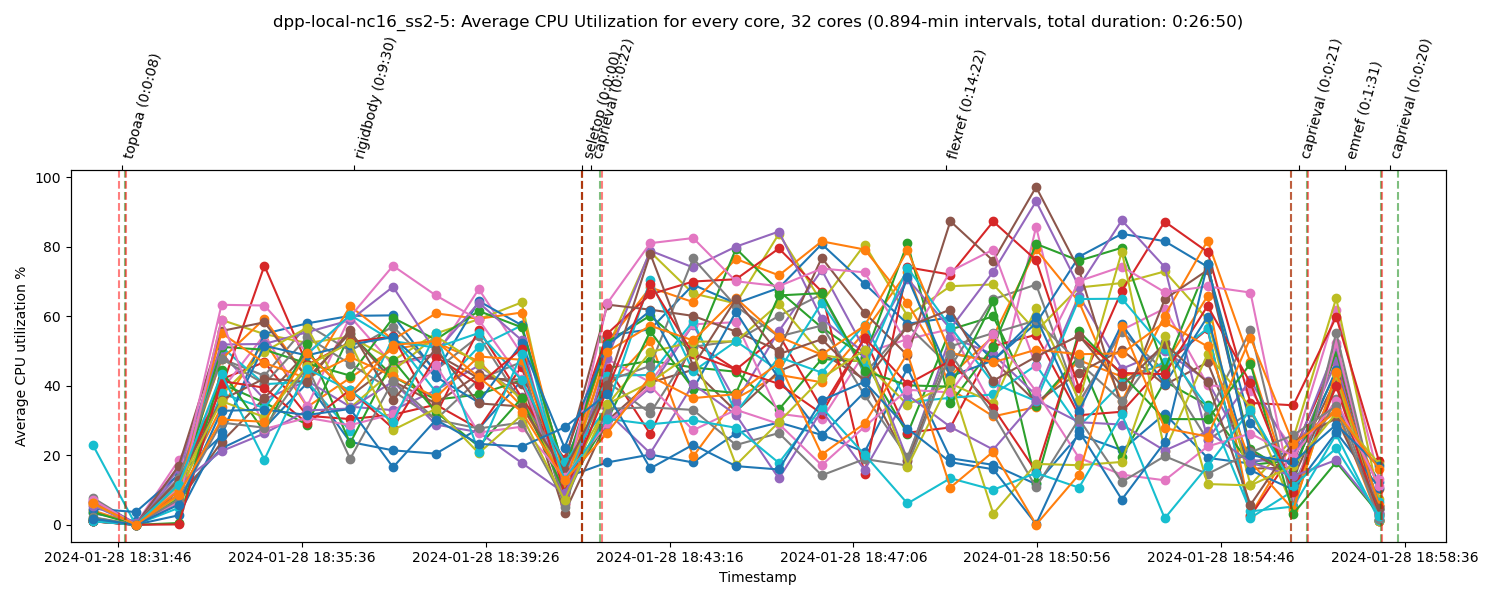 dpp-local-nc16_ss2-5: Average CPU Utilization for every core, 32 cores (0.894-min intervals, total duration: 0:26:50)
topoaa (0:0:08)
rigidbody (0:9:30)
seletop (0:0:00)
caprieval (0:0:22)
flexref (0:14:22)
caprieval (0:0:21)
emref (0:1:31)
caprieval (0:0:20)
Average CPU utilization %
100
80
60
40
20
0
2024-01-28 18:31:46 2024-01-28 18:35:36 2024-01-28 18:39:26 2024-01-28 18:43:16 2024-01-28 18:47:06 2024-01-28 18:50:56 2024-01-28 18:54:46 2024-01-28 18:58:36
Timestamp